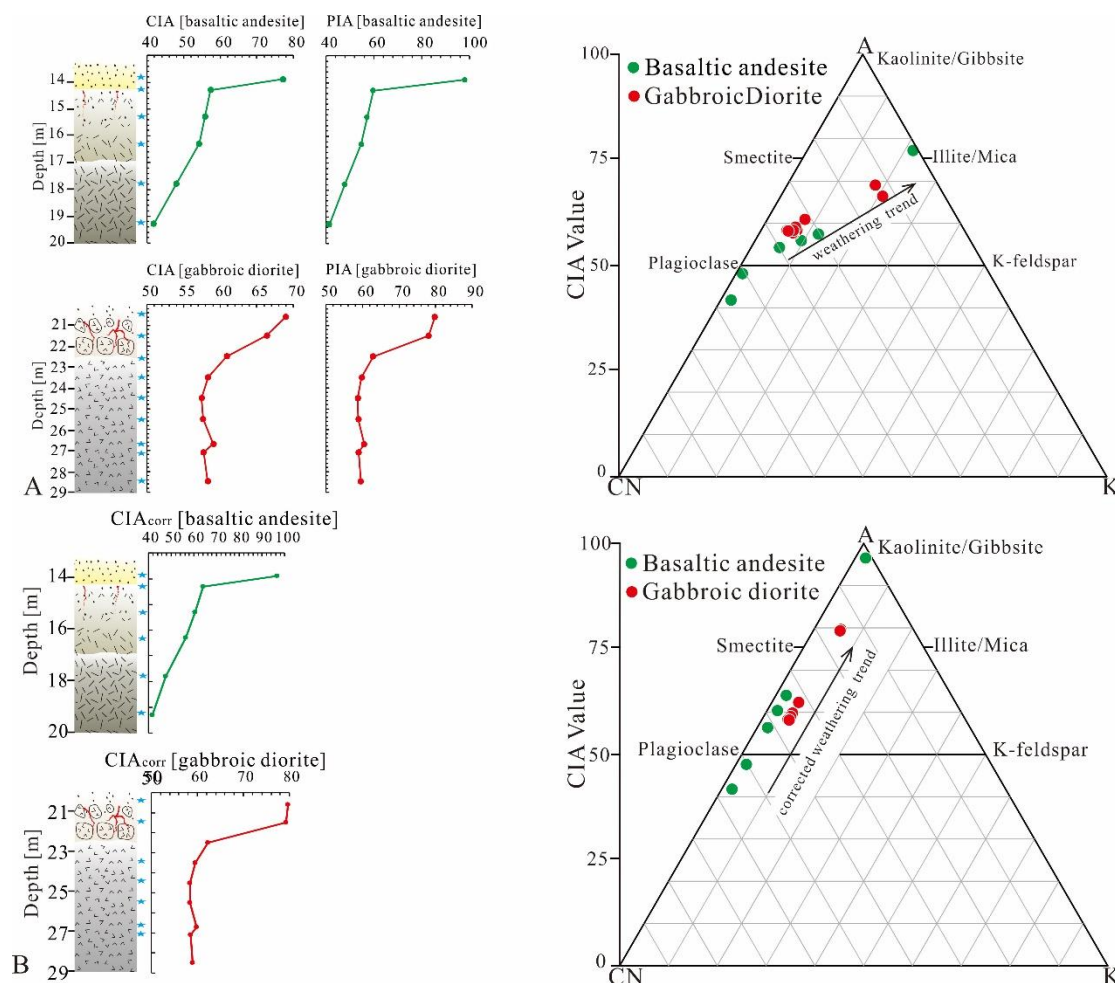 CIA [basaltic andesite]
PIA [basaltic andesite]
40 50 60 70 80
40 60 80 100
14
15
16
17
18
19
20
Depth [m]
CIA [gabbroic diorite]
PIA [gabbroic diorite]
50 55 60 65 70
50 60 70 80 90
21
22
23
24
25
26
27
28
29
Depth [m]
A
A
Kaolinite/Gibbsite
Basaltic andesite
GabbroicDiorite
100
75
50
25
0
CIA Value
Smectite
Illite/Mica
weathering trend
Plagioclase
K-feldspar
CN
K
CIAcorr [basaltic andesite]
40 50 60 70 80 90 100
14
16
18
20
Depth [m]
CIAcorr [gabbroic diorite]
50
50 60 70 80
21
23
25
27
29
Depth [m]
B
A
Kaolinite/Gibbsite
Basaltic andesite
Gabbroic diorite
100
75
50
25
0
CIA Value
Smectite
Illite/Mica
corrected weathering trend
Plagioclase
K-feldspar
CN
K